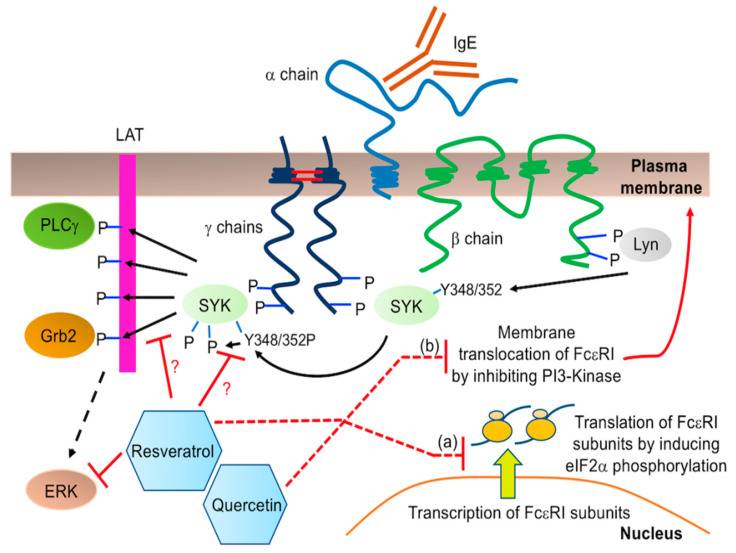 IgE
α chain
LAT
Plasma
membrane
PLCγ
P
γ chains
β chain
P
Lyn
P
P
P
P
P
P
SYK
P
P
SYK
Y348/352
Grb2
P
P
P
Y348/352P
?
?
(b)
Membrane
translocation of FcεRI
by inhibiting PI3-Kinase
Resveratrol
(a)
Translation of FcεRI
subunits by inducing
eIF2α phosphorylation
ERK
Quercetin
Transcription of FcεRI subunits
Nucleus